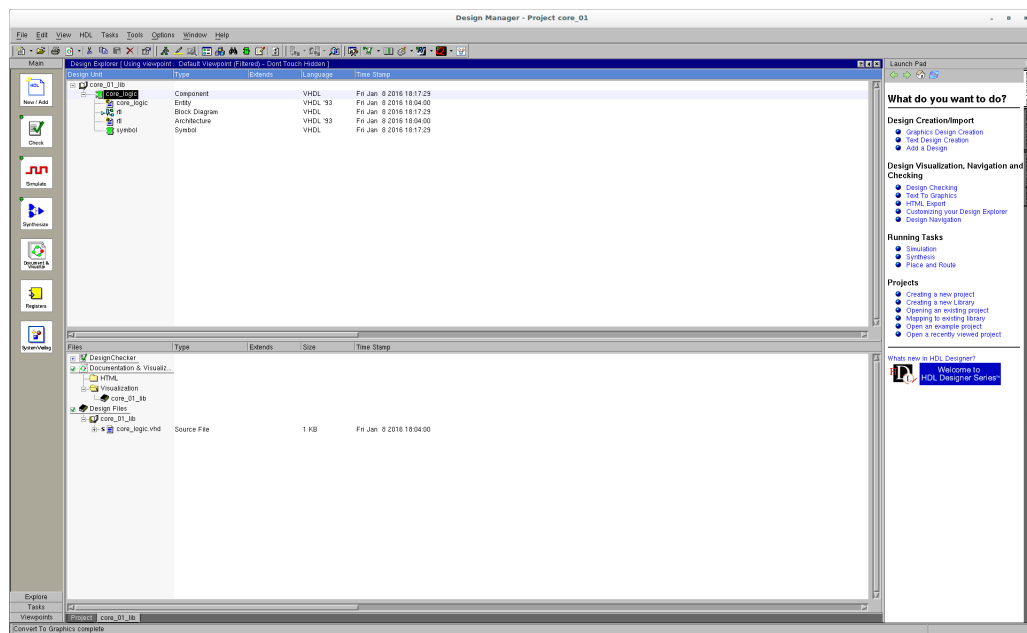 Design Manager - Project core_01
File Edit View HDL Tasks Tools Options Window Help
Main
New / Add
Check
Simulate
Synthesize
Document & Visualize
Registers
SystemVerilog
Explore
Tasks
Viewpoints
Design Explorer [ Using viewpoint : Default Viewpoint (Filtered) - Dont Touch Hidden ]
Design Unit Type Extends Language Time Stamp
core_01_lib
core_logic Component VHDL Fri Jan 8 2016 18:17:29
core_logic Entity VHDL '93 Fri Jan 8 2016 18:04:00
rtl Block Diagram VHDL Fri Jan 8 2016 18:17:29
rtl Architecture VHDL '93 Fri Jan 8 2016 18:04:00
symbol Symbol VHDL Fri Jan 8 2016 18:17:29
Files Type Extends Size Time Stamp
DesignChecker
Documentation & Visualiz...
HTML
Visualization
core_01_lib
Design Files
core_01_lib
S core_logic.vhd Source File 1 KB Fri Jan 8 2016 18:04:00
Project core_01_lib
Convert To Graphics complete
Launch Pad
What do you want to do?
Design Creation/Import
Graphics Design Creation
Text Design Creation
Add a Design
Design Visualization, Navigation and
Checking
Design Checking
Text To Graphics
HTML Export
Customizing your Design Explorer
Design Navigation
Running Tasks
Simulation
Synthesis
Place and Route
Projects
Creating a new project
Creating a new Library
Opening an existing project
Mapping to existing library
Open an example project
Open a recently viewed project
Whats new in HDL Designer?
Welcome to
HDL Designer Series™